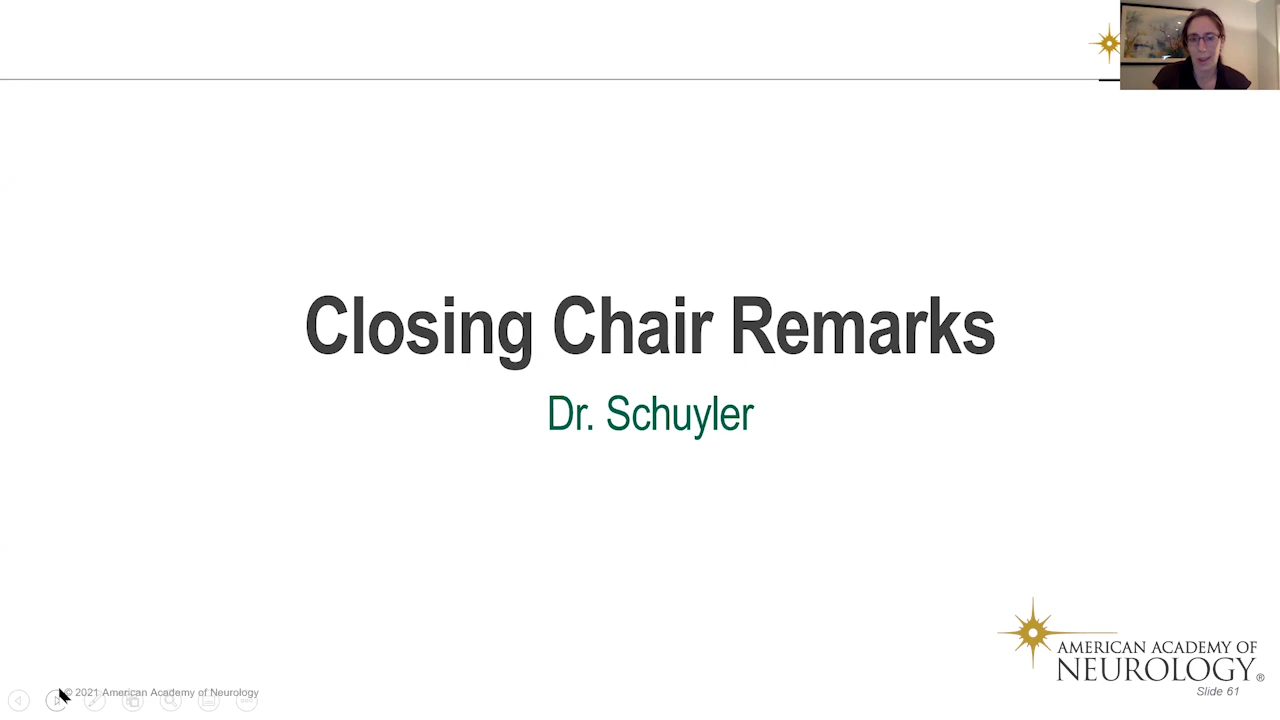 Closing Chair Remarks
Dr. Schuyler
AMERICAN ACADEMY OF
NEUROLOGY®
Slide 61
© 2021 American Academy of Neurology